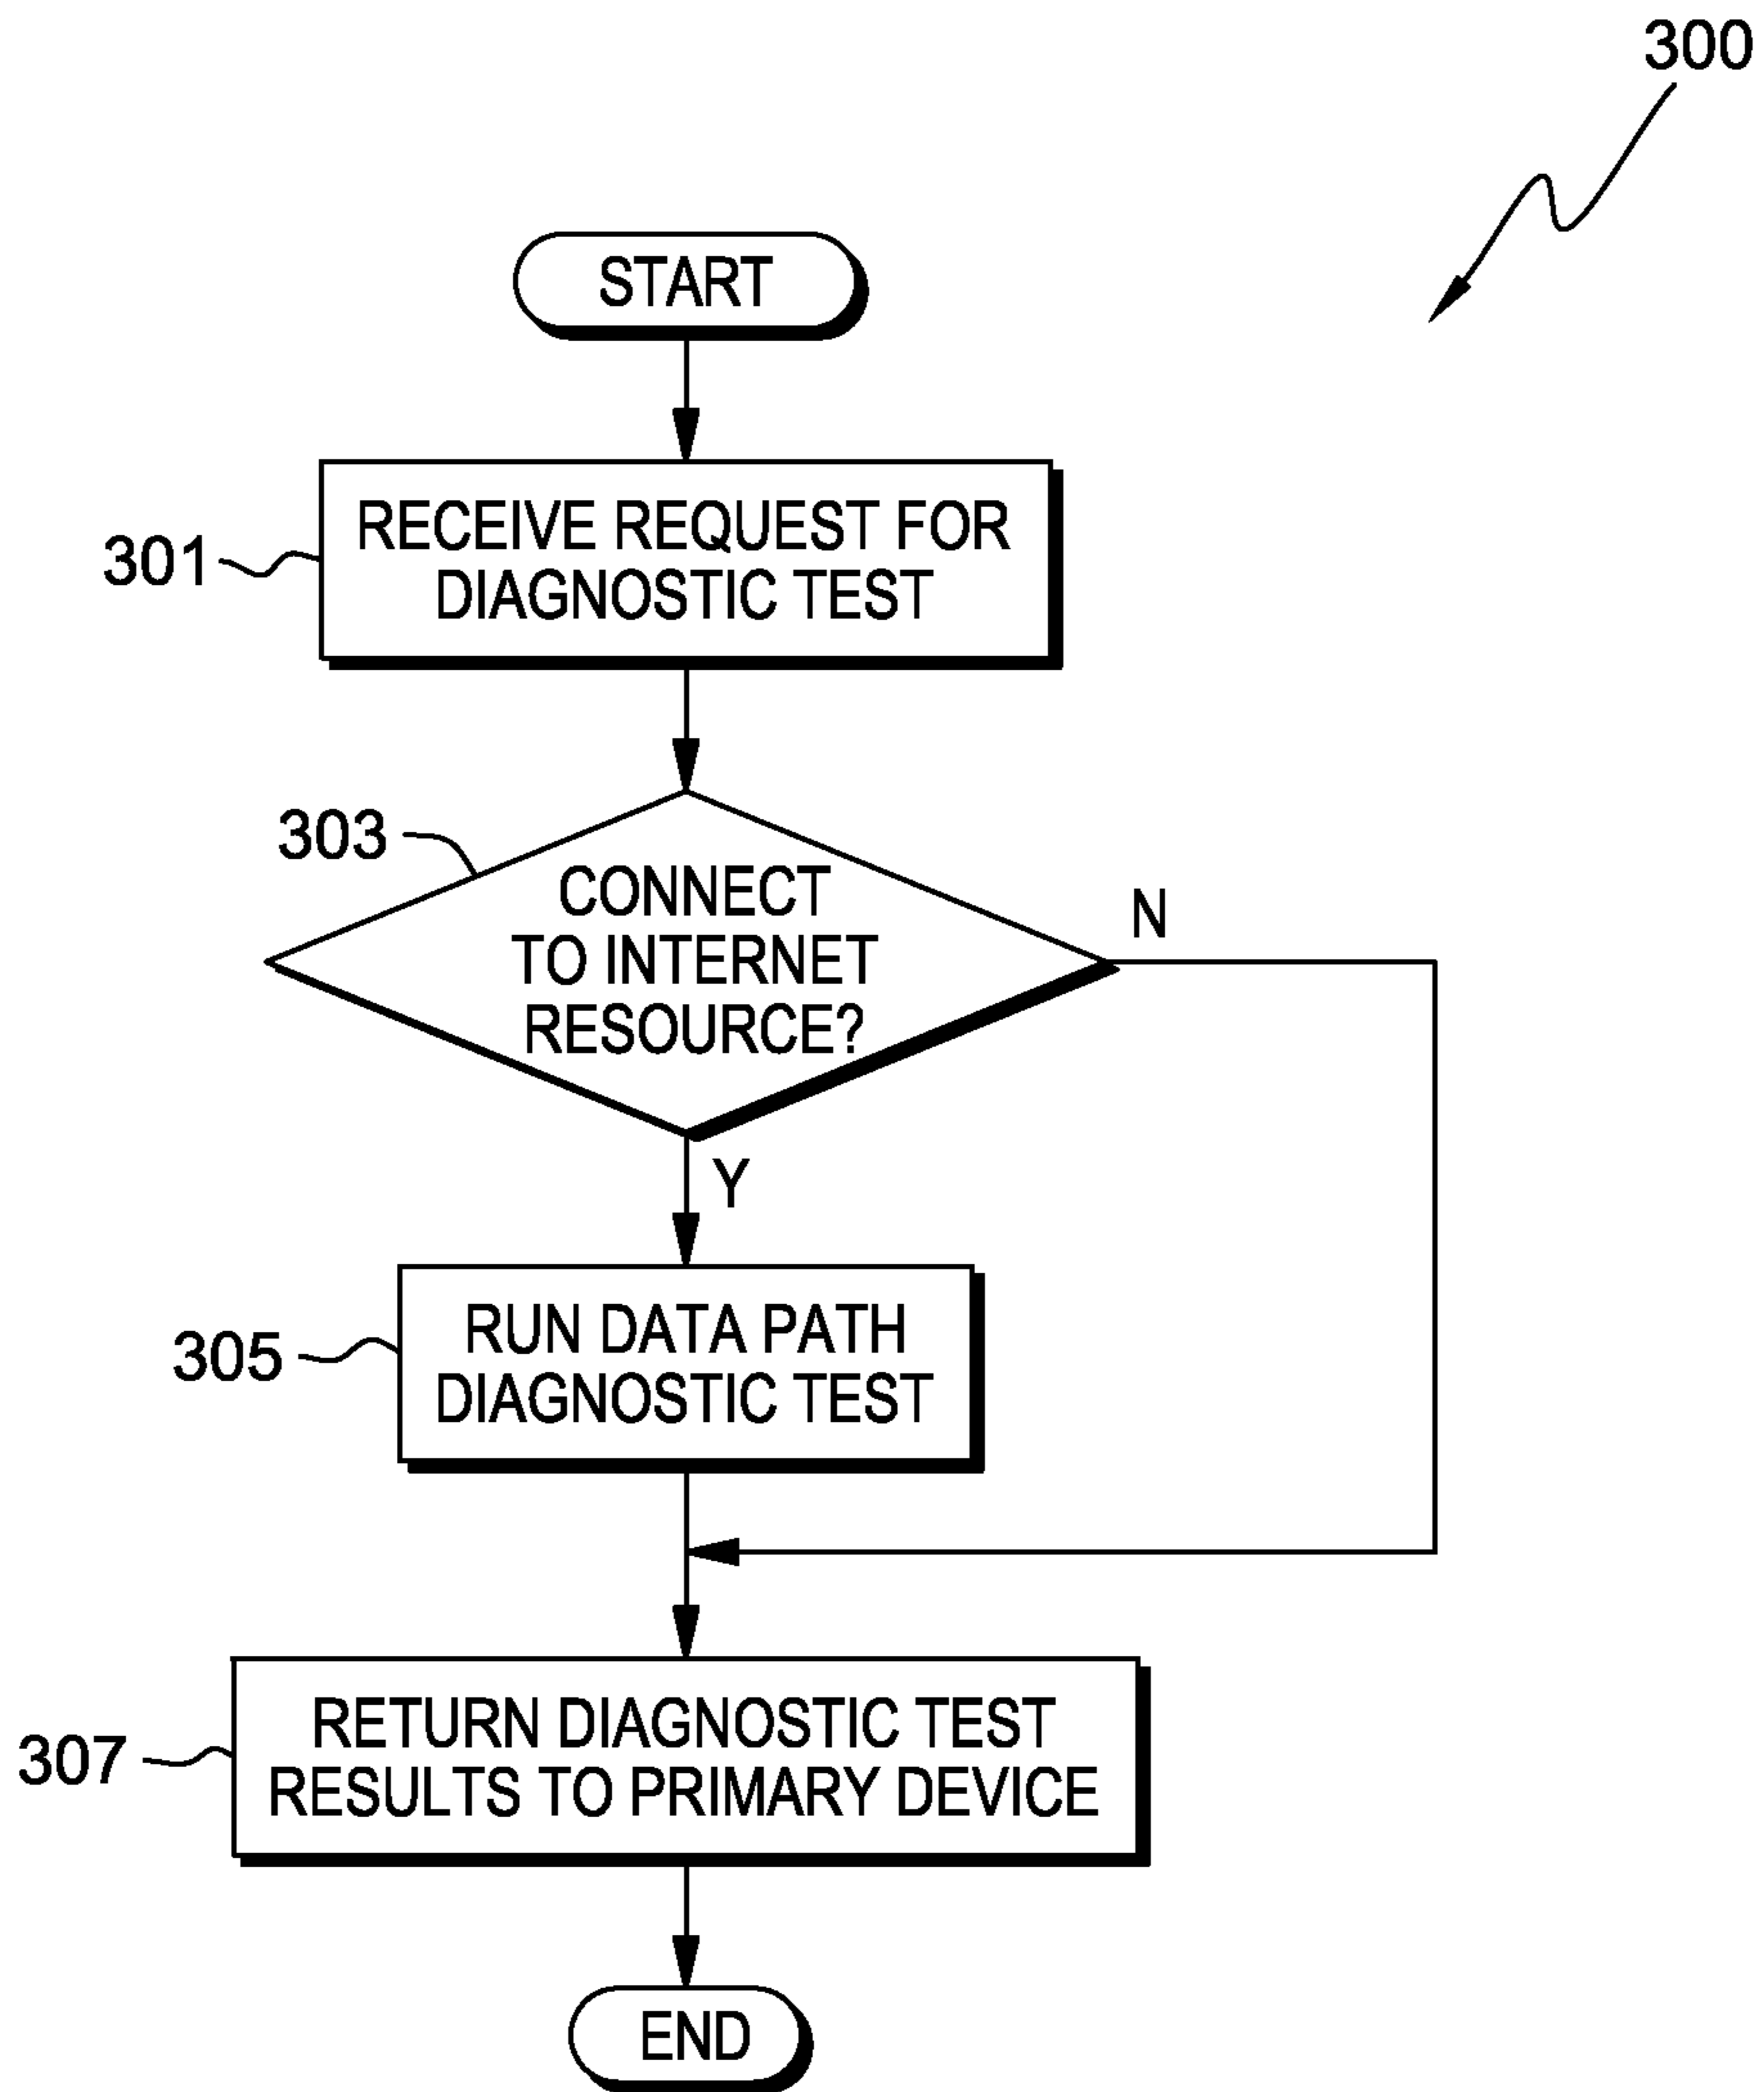 300
START
301
RECEIVE REQUEST FOR
DIAGNOSTIC TEST
303
CONNECT
TO INTERNET
RESOURCE?
N
Y
305
RUN DATA PATH
DIAGNOSTIC TEST
307
RETURN DIAGNOSTIC TEST
RESULTS TO PRIMARY DEVICE
END